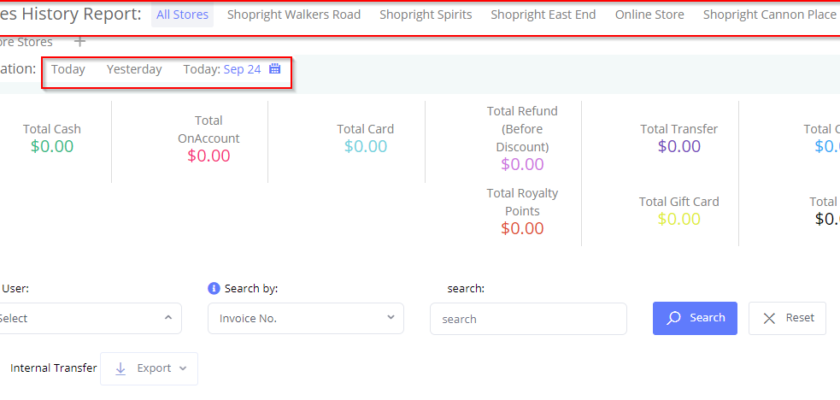 es History Report: All Stores Shopright Walkers Road Shopright Spirits Shopright East End Online Store Shopright Cannon Place
ore Stores +
ation: Today Yesterday Today: Sep 24
Total Cash
$0.00
Total
OnAccount
$0.00
Total Card
$0.00
Total Refund
(Before
Discount)
$0.00
Total Transfer
$0.00
Total
$0.
Total Royalty
Points
$0.00
Total Gift Card
$0.00
Total
$0.
User: Search by: search:
Select Invoice No. search Search Reset
Internal Transfer Export